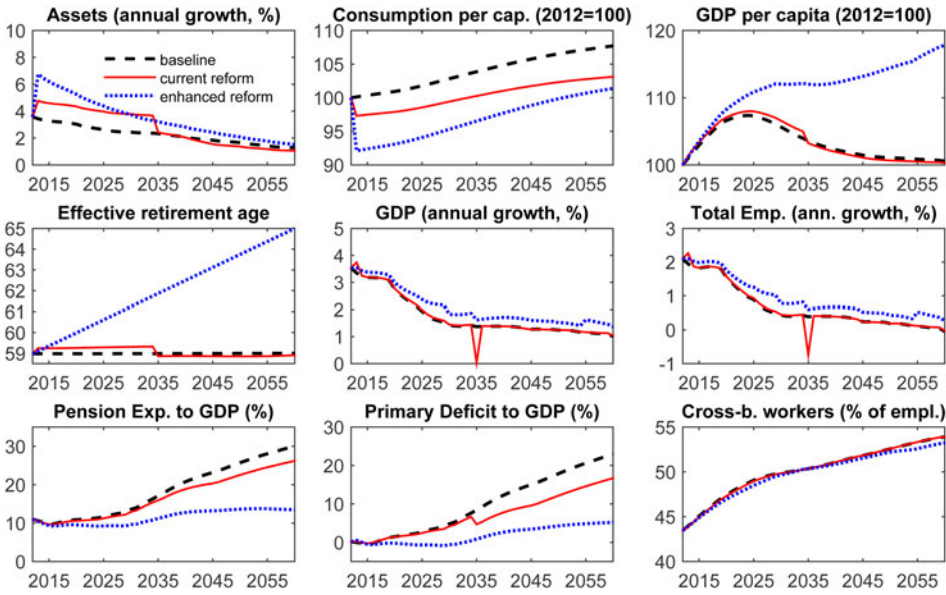 Assets (annual growth, %)
Consumption per cap. (2012=100)
GDP per capita (2012=100)
10
8
6
4
2
0
baseline
current reform
enhanced reform
2015 2025 2035 2045 2055
110
105
100
95
90
2015 2025 2035 2045 2055
120
110
100
2015 2025 2035 2045 2055
Effective retirement age
GDP (annual growth, %)
Total Emp. (ann. growth, %)
65
64
63
62
61
60
59
2015 2025 2035 2045 2055
5
4
3
2
1
0
2015 2025 2035 2045 2055
3
2
1
0
-1
2015 2025 2035 2045 2055
Pension Exp. to GDP (%)
Primary Deficit to GDP (%)
Cross-b. workers (% of empl.)
30
20
10
0
2015 2025 2035 2045 2055
30
20
10
0
2015 2025 2035 2045 2055
55
50
45
40
2015 2025 2035 2045 2055